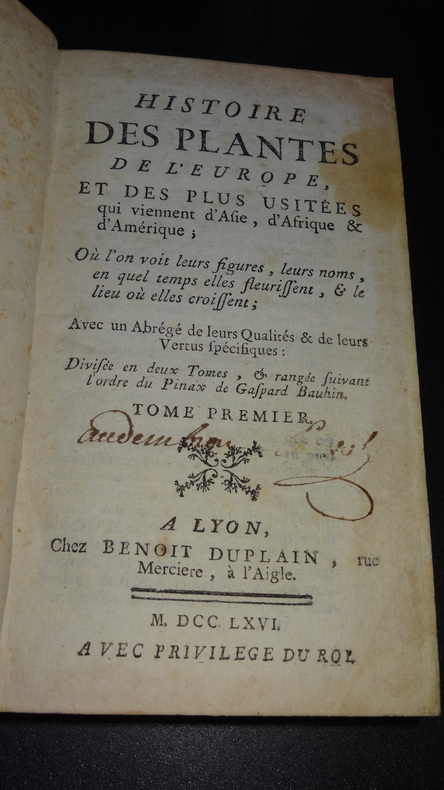 HISTOIRE
DES PLANTES
DE L'EUROPE,
ET DES PLUS USITÉES
qui viennent d'Asie, d'Afrique &
d'Amérique ;
Où l'on voit leurs figures, leurs noms,
en quel temps elles fleurissent, & le
lieu où elles croissent ;
Avec un Abrégé de leurs Qualités & de leurs
Vertus spécifiques :
Divisée en deux Tomes, & rangée suivant
l'ordre du Pinax de Gaspard Bauhin.
TOME PREMIER.
A LYON,
Chez BENOIT DUPLAIN, rue
Merciere, à l'Aigle.
M. DCC. LXVI.
AVEC PRIVILEGE DU ROI.